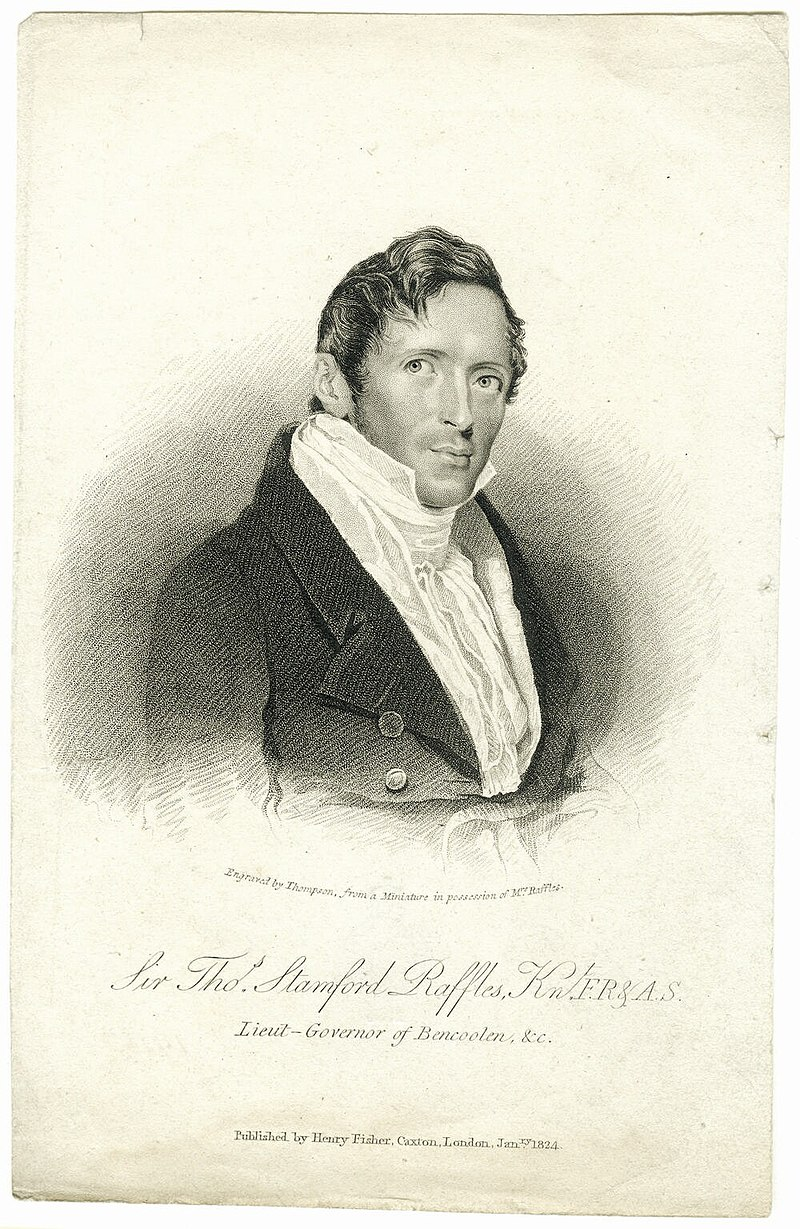 Engraved by Thompson, from a Miniature in possession of Mrs. Raffles.
Sir Thos. Stamford Raffles, Knt. F.R.& A.S.
Lieut-Governor of Bencoolen, &c.
Published by Henry Fisher, Caxton, London, Jany. 1824.